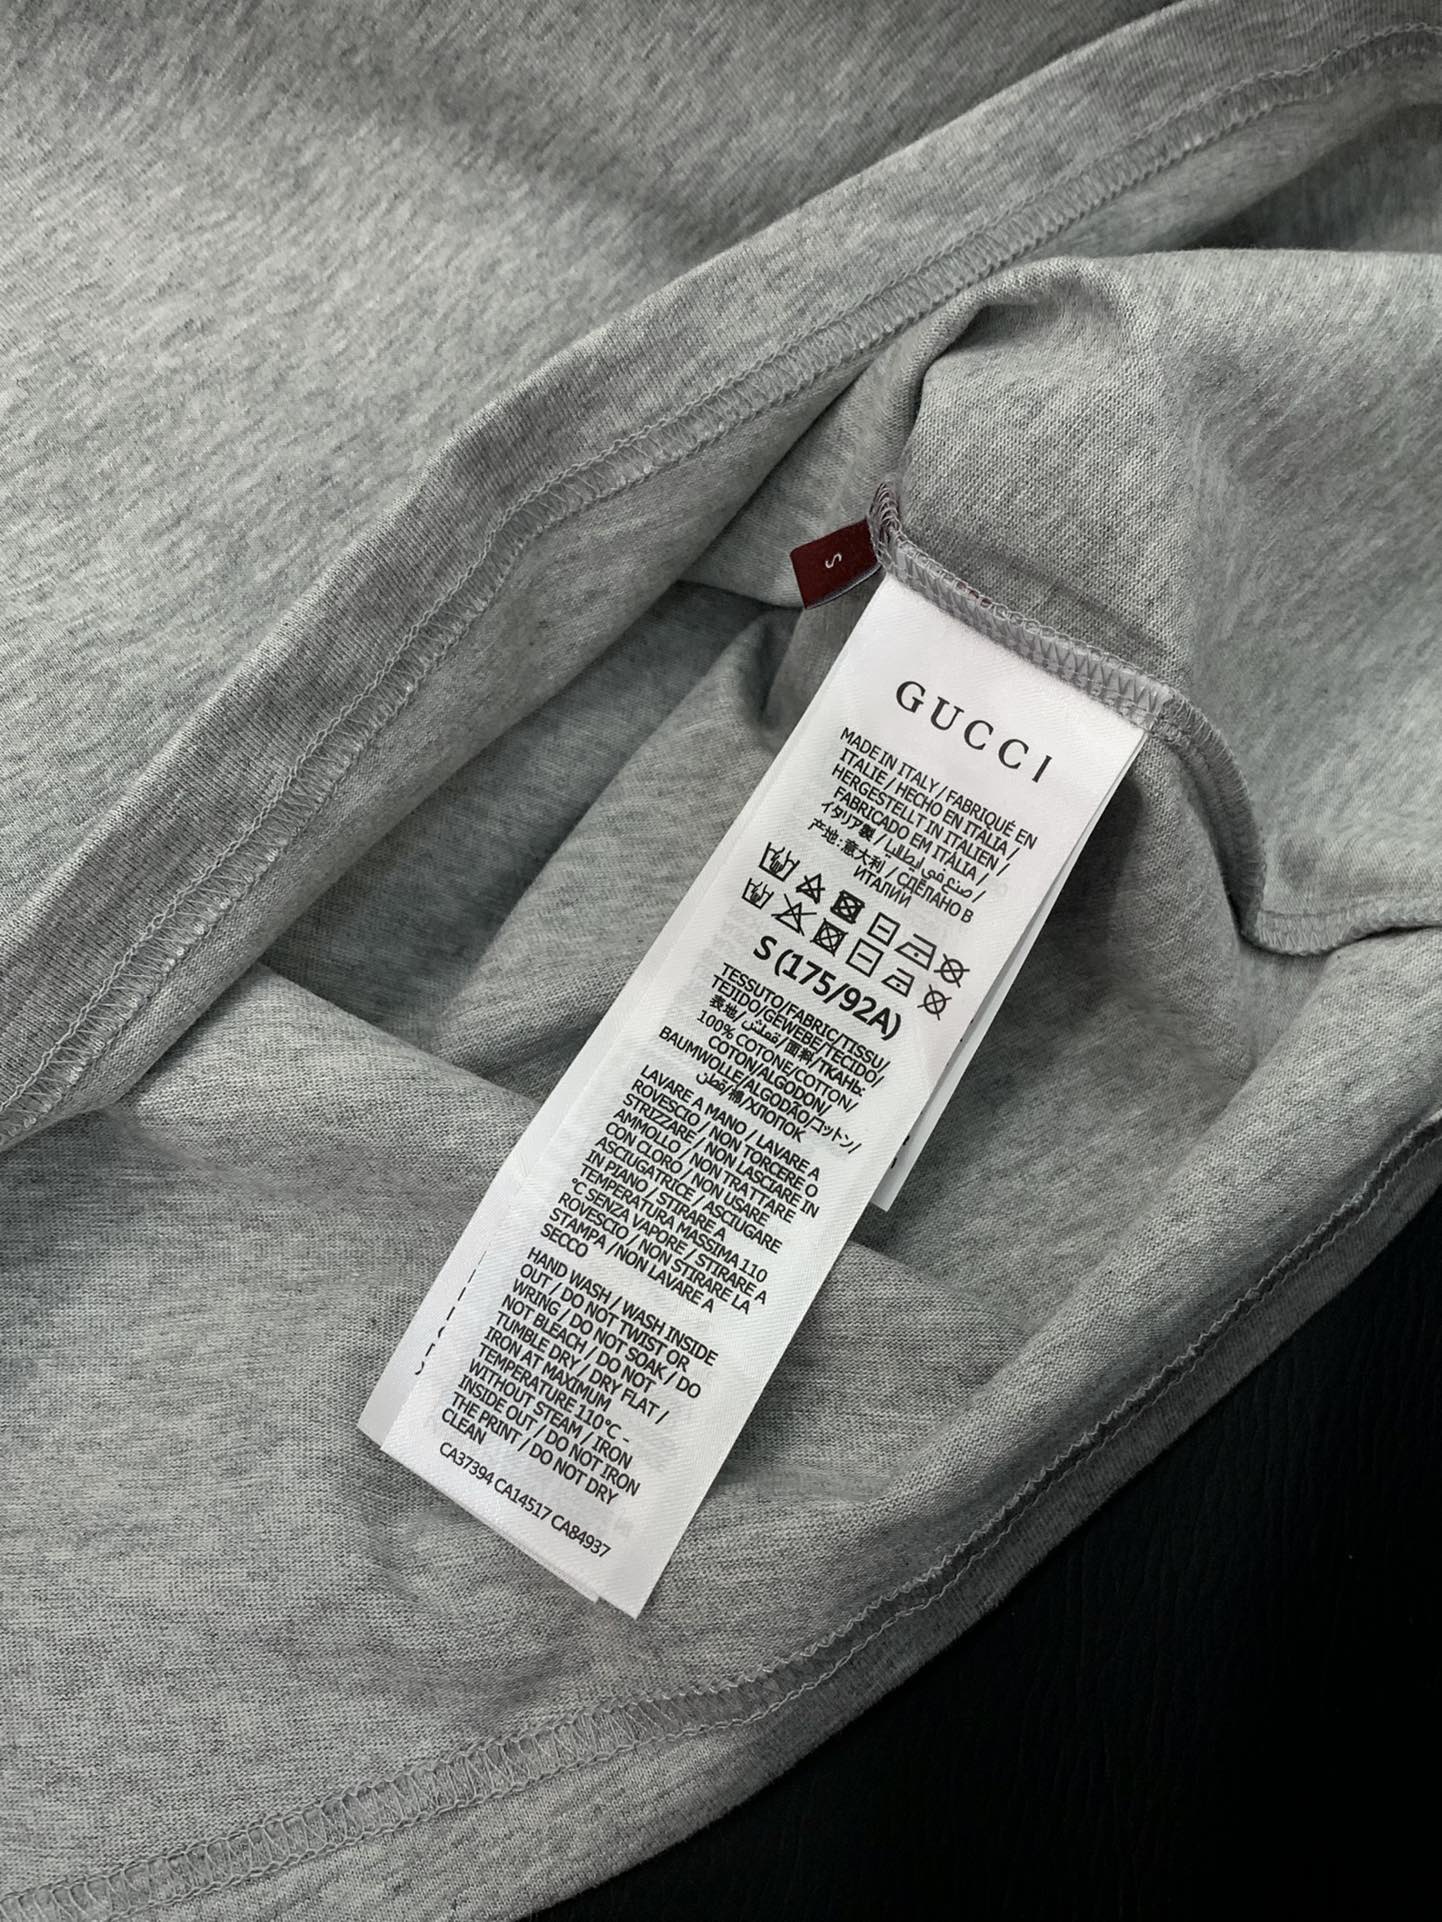 S
GUCCI
MADE IN ITALY / FABRIQUÉ EN
ITALIE / HECHO EN ITALIA /
HERGESTELLT IN ITALIEN /
FABRICADO EM ITALIA /
イタリア製 / صنع في إيطاليا /
产地:意大利 / СДЕЛАНО В
ИТАЛИИ
S (175/92A)
TESSUTO/FABRIC/TISSU/
TEJIDO/GEWEBE/TECIDO/
表地/قماش/面料/ТКАНЬ:
100% COTONE/COTTON/
COTON/ALGODON/
BAUMWOLLE/ALGODÃO/コットン/
قطن/棉/ХЛОПОК
LAVARE A MANO / LAVARE A
ROVESCIO / NON TORCERE O
STRIZZARE / NON LASCIARE IN
AMMOLLO / NON TRATTARE
CON CLORO / NON USARE
ASCIUGATRICE / ASCIUGARE
IN PIANO / STIRARE A
TEMPERATURA MASSIMA 110
°C SENZA VAPORE / STIRARE A
ROVESCIO / NON STIRARE LA
STAMPA / NON LAVARE A
SECCO
HAND WASH / WASH INSIDE
OUT / DO NOT TWIST OR
WRING / DO NOT SOAK / DO
NOT BLEACH / DO NOT
TUMBLE DRY / DRY FLAT /
IRON AT MAXIMUM
TEMPERATURE 110°C -
WITHOUT STEAM / IRON
INSIDE OUT / DO NOT IRON
THE PRINT / DO NOT DRY
CLEAN
CA37394 CA14517 CA84937